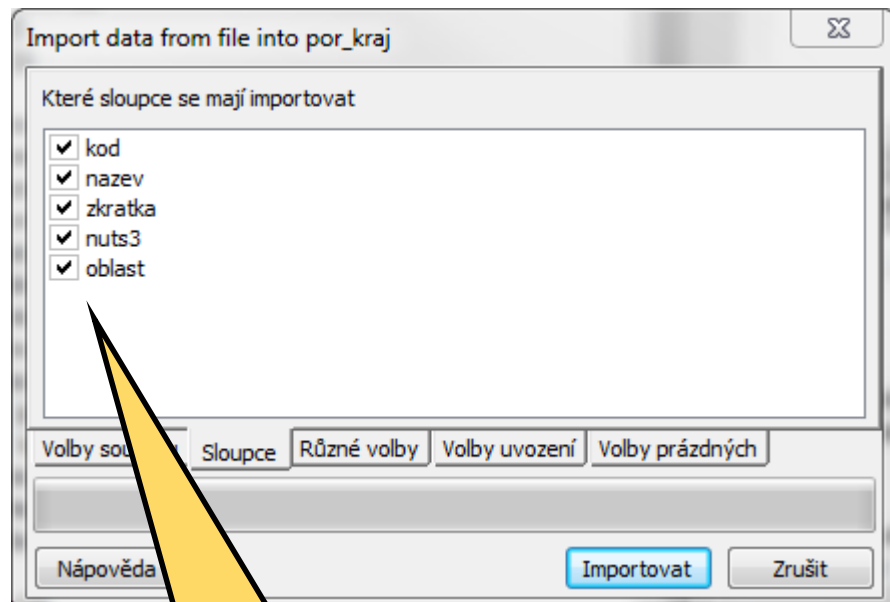 Import data from file into por_kraj
Které sloupce se mají importovat
kod
nazev
zkratka
nuts3
oblast
Volby Sloupce Různé volby Volby uvození Volby prázdných
Nápověda Importovat Zrušit